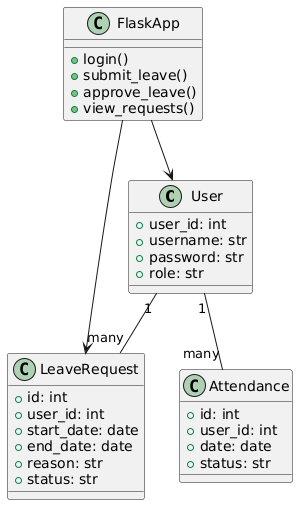 C FlaskApp
login()
submit_leave()
approve_leave()
view_requests()
C User
user_id: int
username: str
password: str
role: str
1
1
many
many
C LeaveRequest
id: int
user_id: int
start_date: date
end_date: date
reason: str
status: str
C Attendance
id: int
user_id: int
date: date
status: str